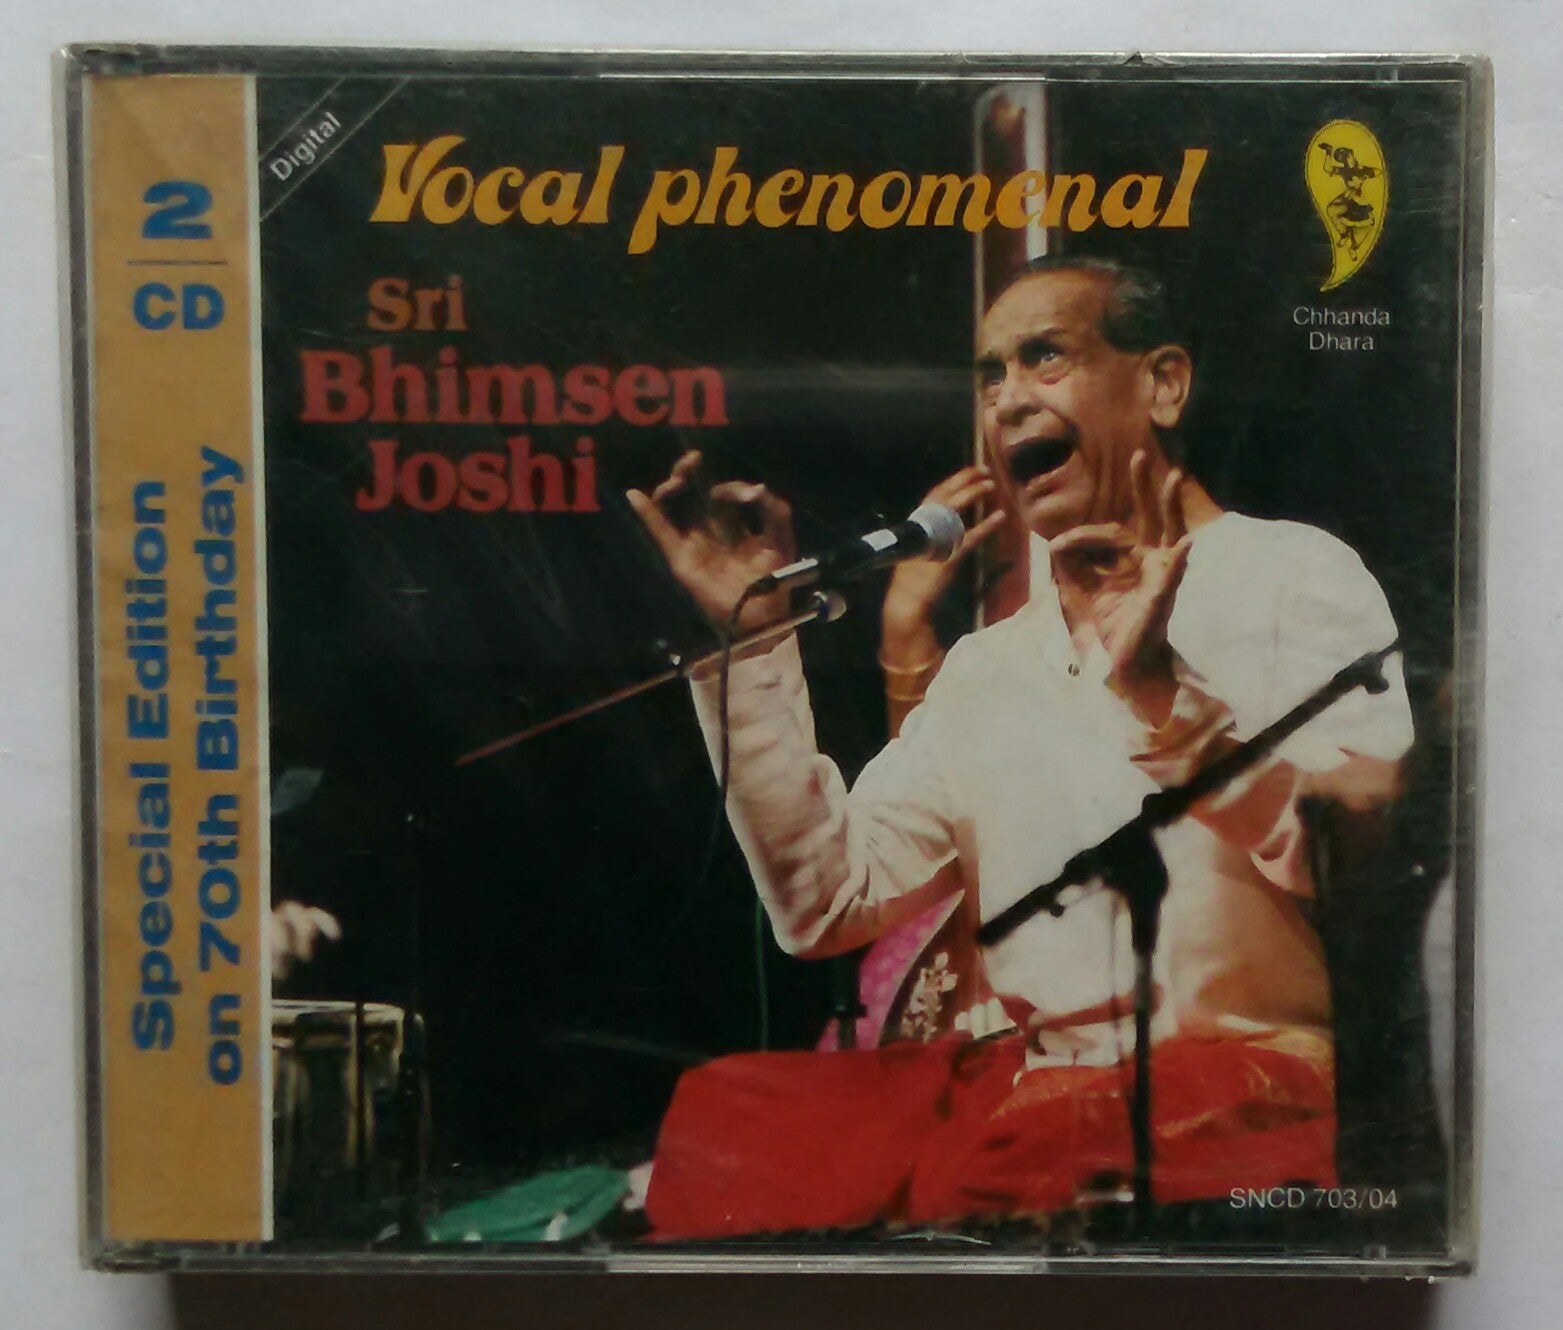 2
CD
Special Edition
on 70th Birthday
Digital
Vocal phenomenal
Sri
Bhimsen
Joshi
Chhanda
Dhara
SNCD 703/04